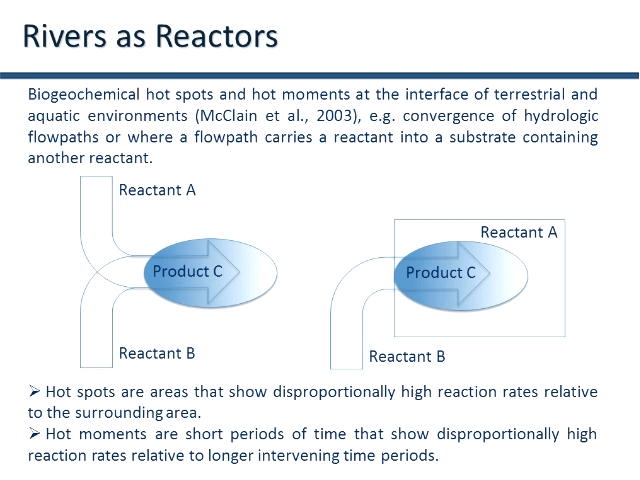 Rivers as Reactors
Biogeochemical hot spots and hot moments at the interface of terrestrial and
aquatic environments (McClain et al., 2003), e.g. convergence of hydrologic
flowpaths or where a flowpath carries a reactant into a substrate containing
another reactant.
Reactant A
Product C
Reactant B
Reactant A
Product C
Reactant B
➢ Hot spots are areas that show disproportionally high reaction rates relative
to the surrounding area.
➢ Hot moments are short periods of time that show disproportionally high
reaction rates relative to longer intervening time periods.